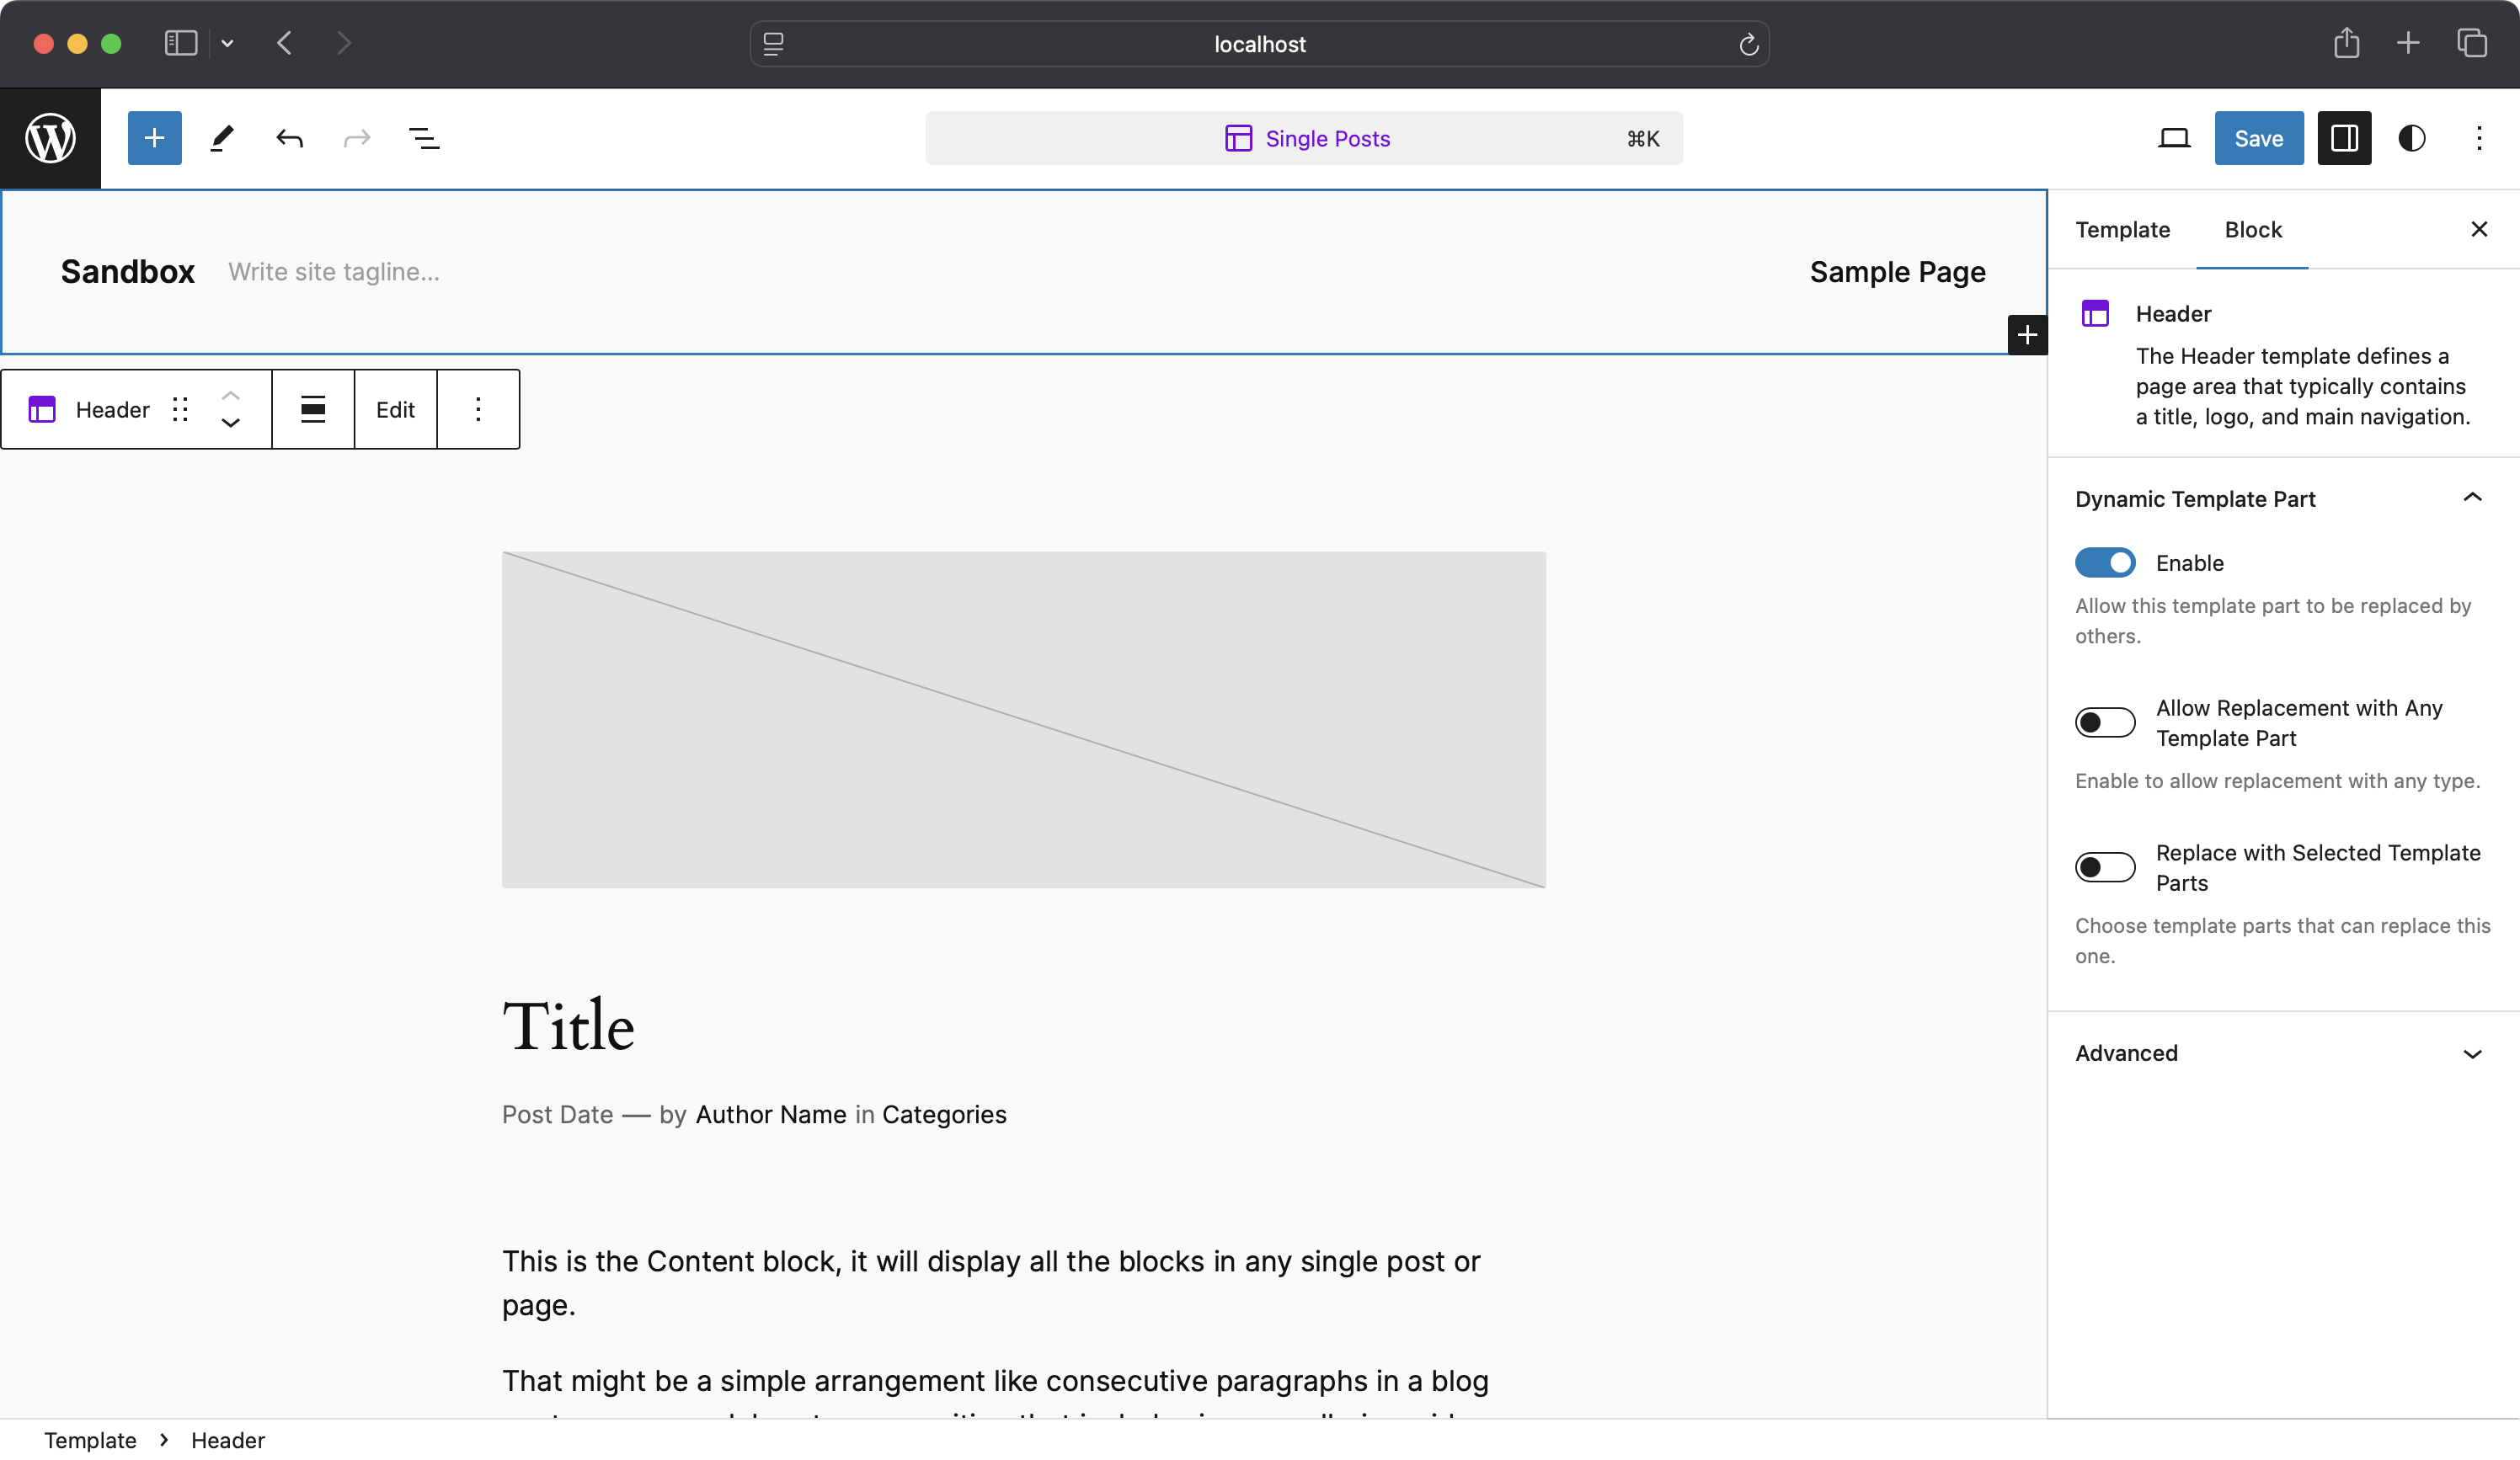 localhost
Single Posts
⌘K
Save
Sandbox
Write site tagline...
Sample Page
Header
Edit
Title
Post Date — by Author Name in Categories
This is the Content block, it will display all the blocks in any single post or
page.
That might be a simple arrangement like consecutive paragraphs in a blog
Template
Block
Header
The Header template defines a
page area that typically contains
a title, logo, and main navigation.
Dynamic Template Part
Enable
Allow this template part to be replaced by
others.
Allow Replacement with Any
Template Part
Enable to allow replacement with any type.
Replace with Selected Template
Parts
Choose template parts that can replace this
one.
Advanced
Template
Header